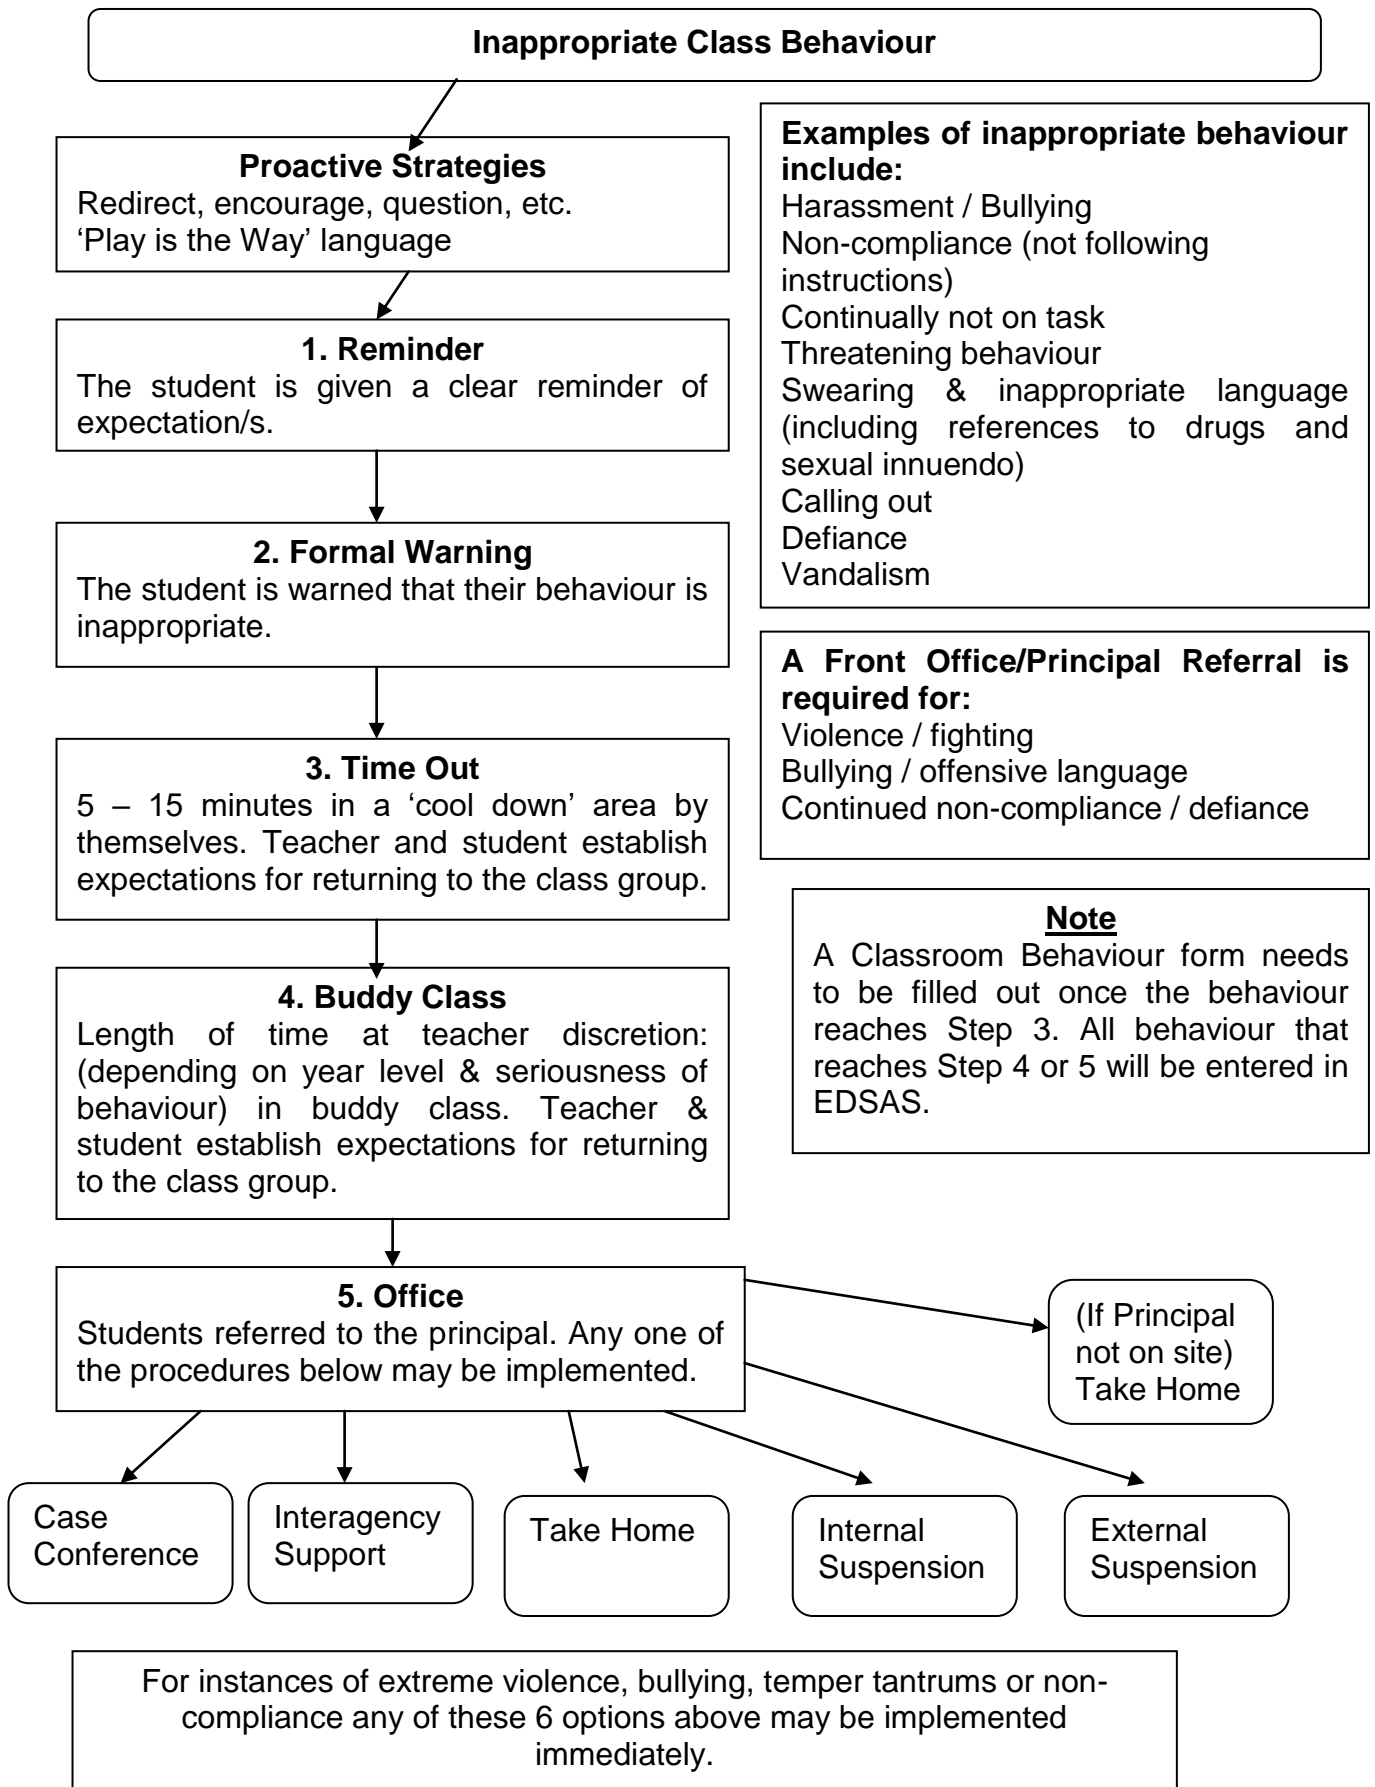 Inappropriate Class Behaviour
Proactive Strategies
Redirect, encourage, question, etc.
‘Play is the Way’ language
1. Reminder
The student is given a clear reminder of
expectation/s.
2. Formal Warning
The student is warned that their behaviour is
inappropriate.
3. Time Out
5 – 15 minutes in a ‘cool down’ area by
themselves. Teacher and student establish
expectations for returning to the class group.
4. Buddy Class
Length of time at teacher discretion:
(depending on year level & seriousness of
behaviour) in buddy class. Teacher &
student establish expectations for returning
to the class group.
Examples of inappropriate behaviour
include:
Harassment / Bullying
Non-compliance (not following
instructions)
Continually not on task
Threatening behaviour
Swearing & inappropriate language
(including references to drugs and
sexual innuendo)
Calling out
Defiance
Vandalism
A Front Office/Principal Referral is
required for:
Violence / fighting
Bullying / offensive language
Continued non-compliance / defiance
Note
A Classroom Behaviour form needs
to be filled out once the behaviour
reaches Step 3. All behaviour that
reaches Step 4 or 5 will be entered in
EDSAS.
5. Office
Students referred to the principal. Any one of
the procedures below may be implemented.
(If Principal
not on site)
Take Home
Case
Conference
Interagency
Support
Take Home
Internal
Suspension
External
Suspension
For instances of extreme violence, bullying, temper tantrums or non-
compliance any of these 6 options above may be implemented
immediately.